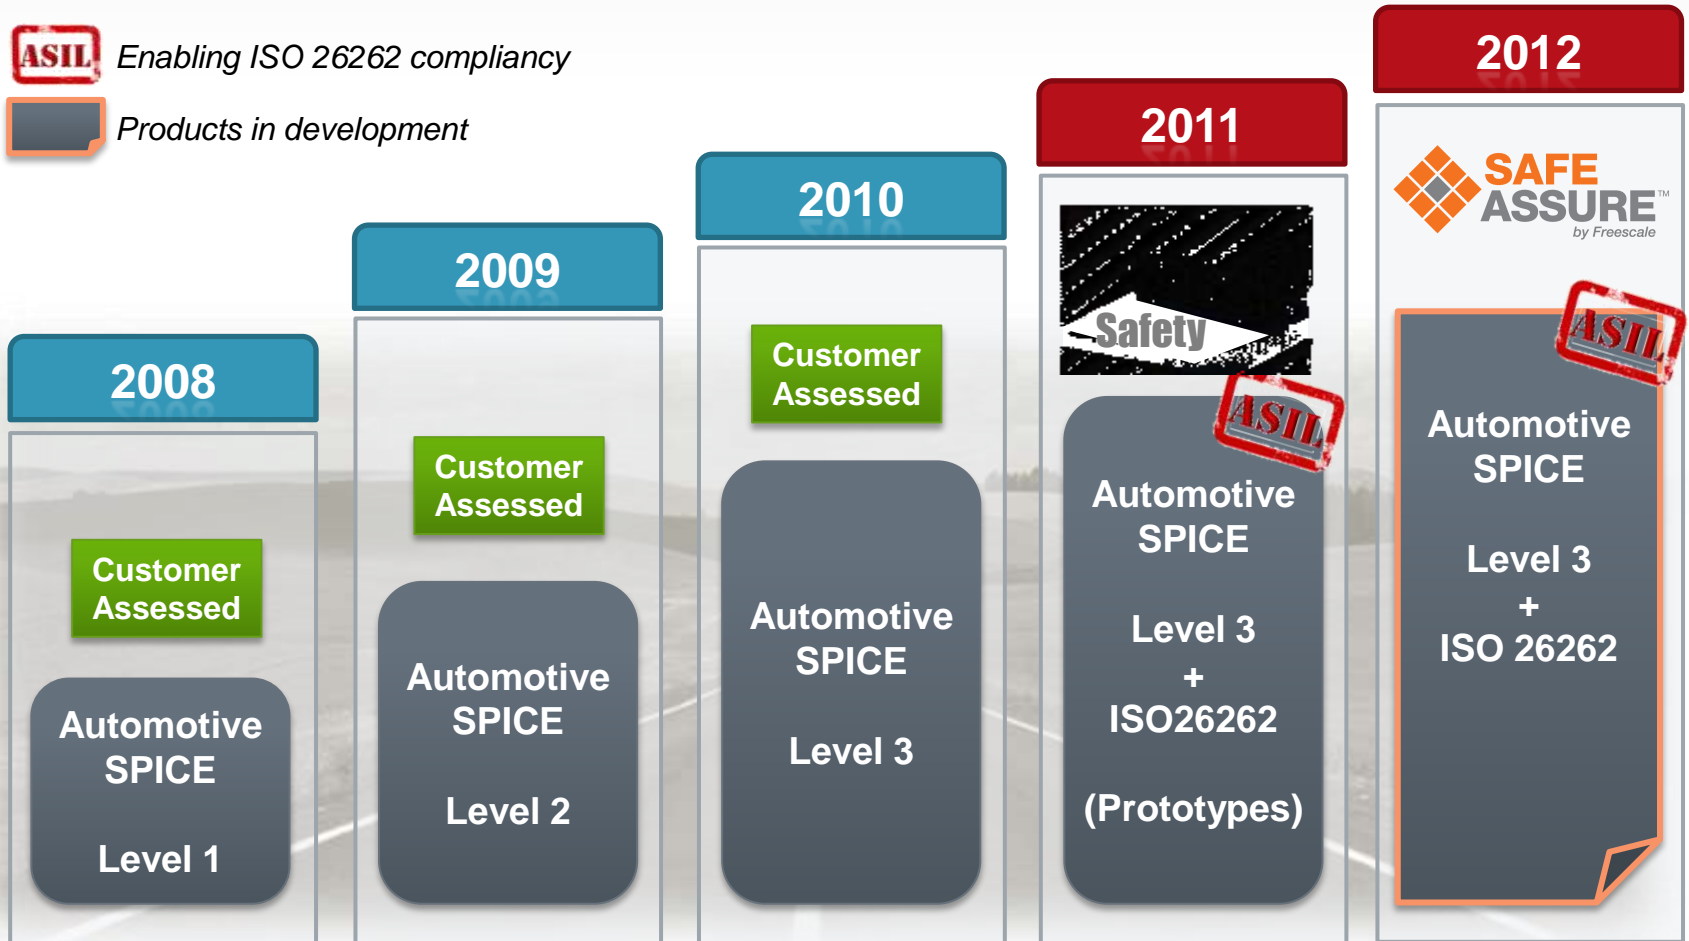 ASIL
Enabling ISO 26262 compliancy
Products in development
2008
Customer
Assessed
Automotive
SPICE
Level 1
2009
Customer
Assessed
Automotive
SPICE
Level 2
2010
Customer
Assessed
Automotive
SPICE
Level 3
2011
Safety
ASIL
Automotive
SPICE
Level 3
+
ISO26262
(Prototypes)
2012
SAFE
ASSURE™
by Freescale
ASIL
Automotive
SPICE
Level 3
+
ISO 26262